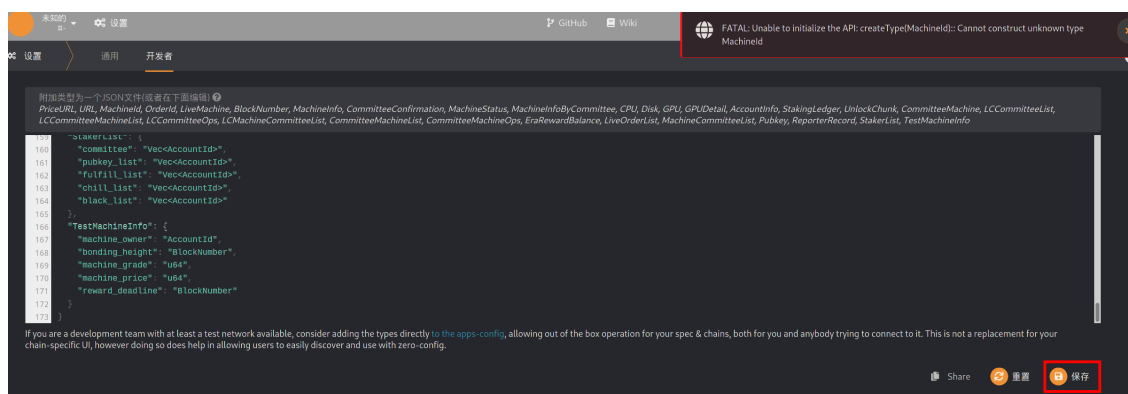 未知的
设置
GitHub
Wiki
FATAL: Unable to initialize the API: createType(MachineId):: Cannot construct unknown type
MachineId
设置
通用
开发者
附加类型为一个JSON文件(或者在下面编辑)
PriceURL, URL, MachineId, OrderId, LiveMachine, BlockNumber, MachineInfo, CommitteeConfirmation, MachineStatus, MachineInfoByCommittee, CPU, Disk, GPU, GPUDetail, AccountInfo, StakingLedger, UnlockChunk, CommitteeMachine, LCCommitteeList,
LCCommitteeMachineList, LCCommitteeOps, LCMachineCommitteeList, CommitteeMachineList, CommitteeMachineOps, EraRewardBalance, LiveOrderList, MachineCommitteeList, Pubkey, ReporterRecord, StakerList, TestMachineInfo
159 "StakerList": {
160 "committee": "Vec<AccountId>",
161 "pubkey_list": "Vec<AccountId>",
162 "fulfill_list": "Vec<AccountId>",
163 "chill_list": "Vec<AccountId>",
164 "black_list": "Vec<AccountId>"
165 },
166 "TestMachineInfo": {
167 "machine_owner": "AccountId",
168 "bonding_height": "BlockNumber",
169 "machine_grade": "u64",
170 "machine_price": "u64",
171 "reward_deadline": "BlockNumber"
172 }
173 }
If you are a development team with at least a test network available, consider adding the types directly to the apps-config, allowing out of the box operation for your spec & chains, both for you and anybody trying to connect to it. This is not a replacement for your
chain-specific UI, however doing so does help in allowing users to easily discover and use with zero-config.
Share
重置
保存